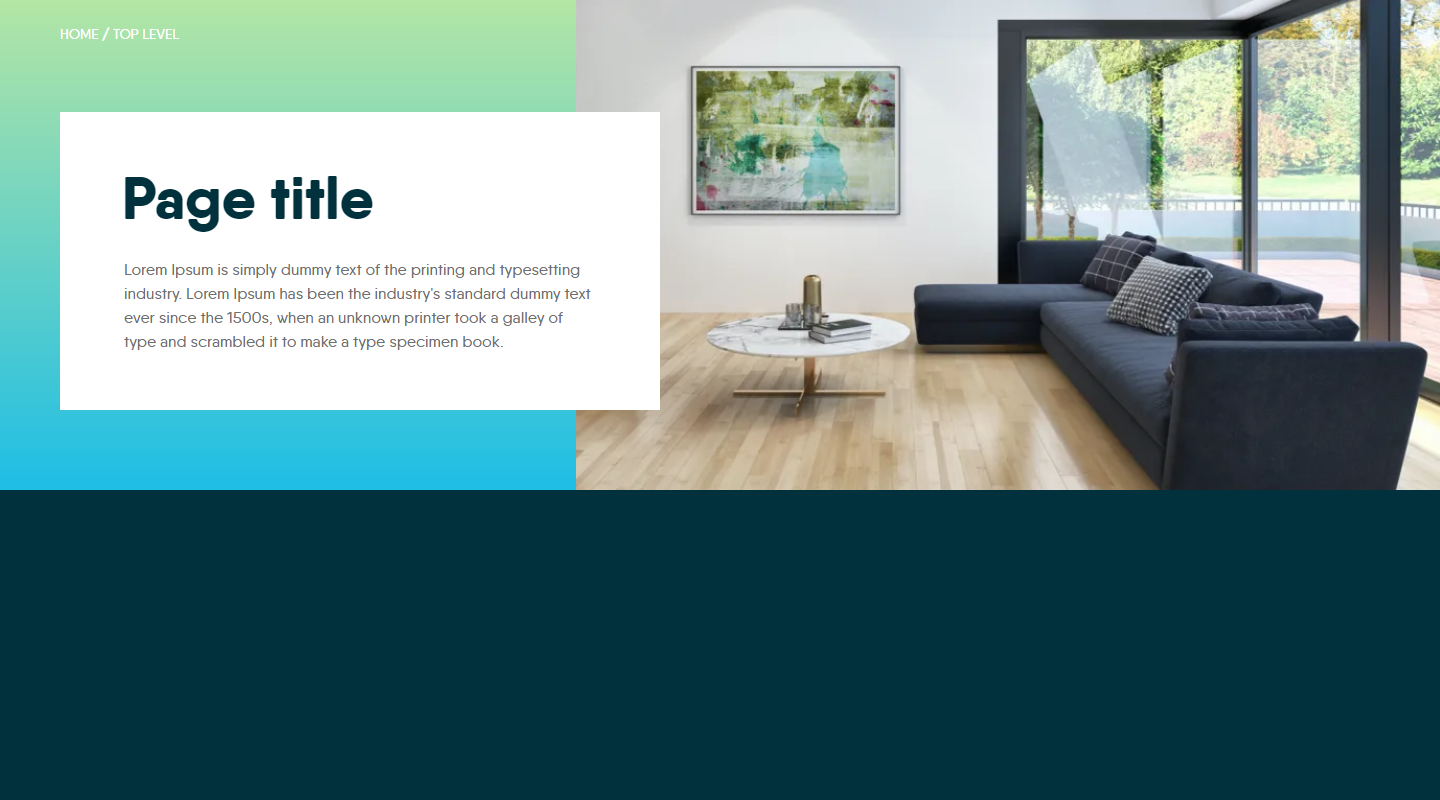 HOME / TOP LEVEL
Page title
Lorem Ipsum is simply dummy text of the printing and typesetting
industry. Lorem Ipsum has been the industry's standard dummy text
ever since the 1500s, when an unknown printer took a galley of
type and scrambled it to make a type specimen book.